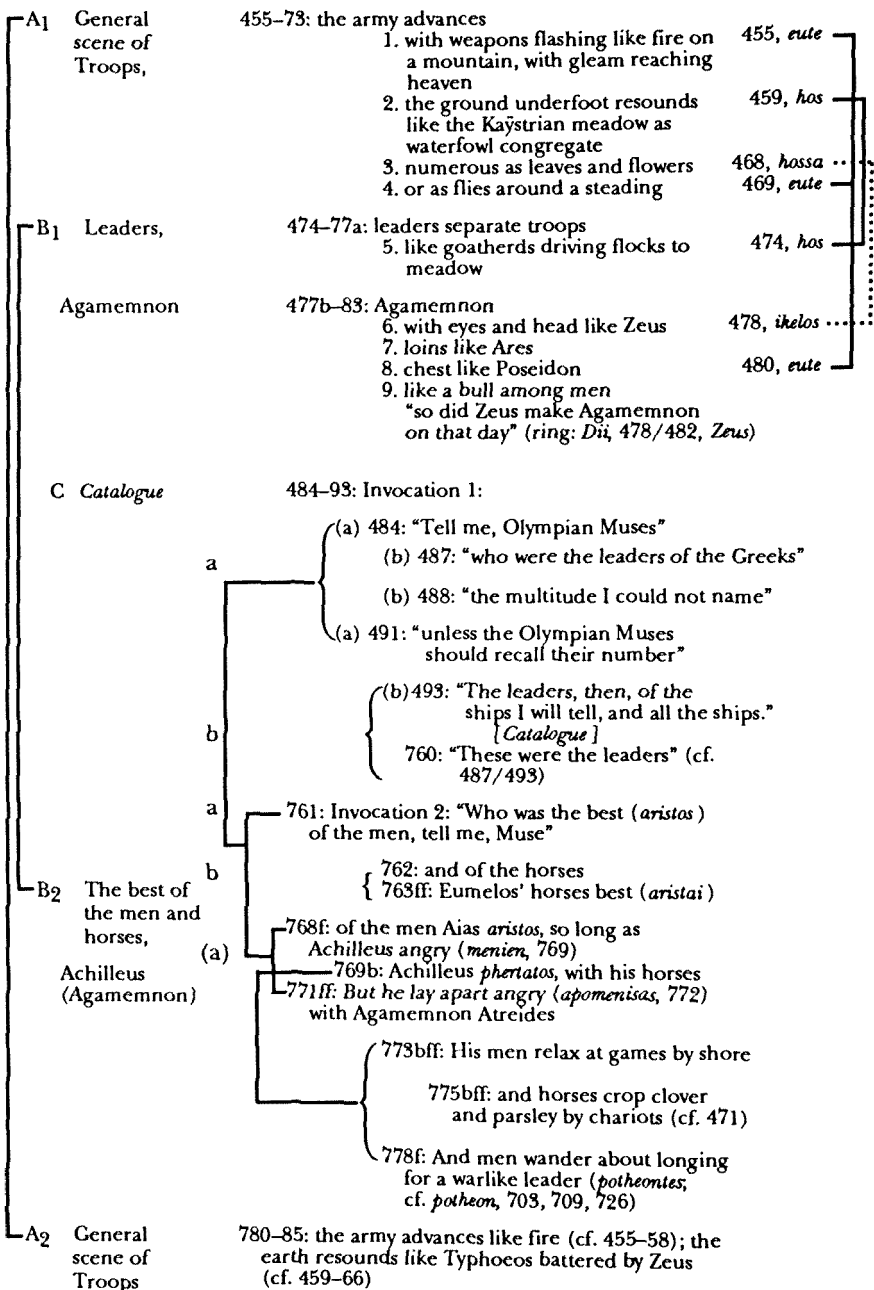 A1 General 455–73: the army advances
scene of 1. with weapons flashing like fire on 455, eute
Troops, a mountain, with gleam reaching
heaven
2. the ground underfoot resounds 459, hos
like the Kaÿstrian meadow as
waterfowl congregate
3. numerous as leaves and flowers 468, hossa
4. or as flies around a steading 469, eute
B1 Leaders, 474–77a: leaders separate troops
5. like goatherds driving flocks to 474, hos
meadow
Agamemnon 477b–83: Agamemnon
6. with eyes and head like Zeus 478, ikelos
7. loins like Ares
8. chest like Poseidon 480, eute
9. like a bull among men
"so did Zeus make Agamemnon
on that day" (ring: Dii, 478/482, Zeus)
C Catalogue 484–93: Invocation 1:
(a) 484: "Tell me, Olympian Muses"
a (b) 487: "who were the leaders of the Greeks"
(b) 488: "the multitude I could not name"
(a) 491: "unless the Olympian Muses
should recall their number"
(b) 493: "The leaders, then, of the
ships I will tell, and all the ships."
b [Catalogue]
760: "These were the leaders" (cf.
487/493)
a 761: Invocation 2: "Who was the best (aristos)
of the men, tell me, Muse"
b 762: and of the horses
B2 The best of 763ff: Eumelos' horses best (aristai)
the men and
horses, 768f: of the men Aias aristos, so long as
(a) Achilleus angry (menien, 769)
Achilleus 769b: Achilleus phertatos, with his horses
(Agamemnon) 771ff: But he lay apart angry (apomenisas, 772)
with Agamemnon Atreides
773bff: His men relax at games by shore
775bff: and horses crop clover
and parsley by chariots (cf. 471)
778f: And men wander about longing
for a warlike leader (potheontes,
cf. potheon, 703, 709, 726)
A2 General 780–85: the army advances like fire (cf. 455–58); the
scene of earth resounds like Typhoeos battered by Zeus
Troops (cf. 459–66)